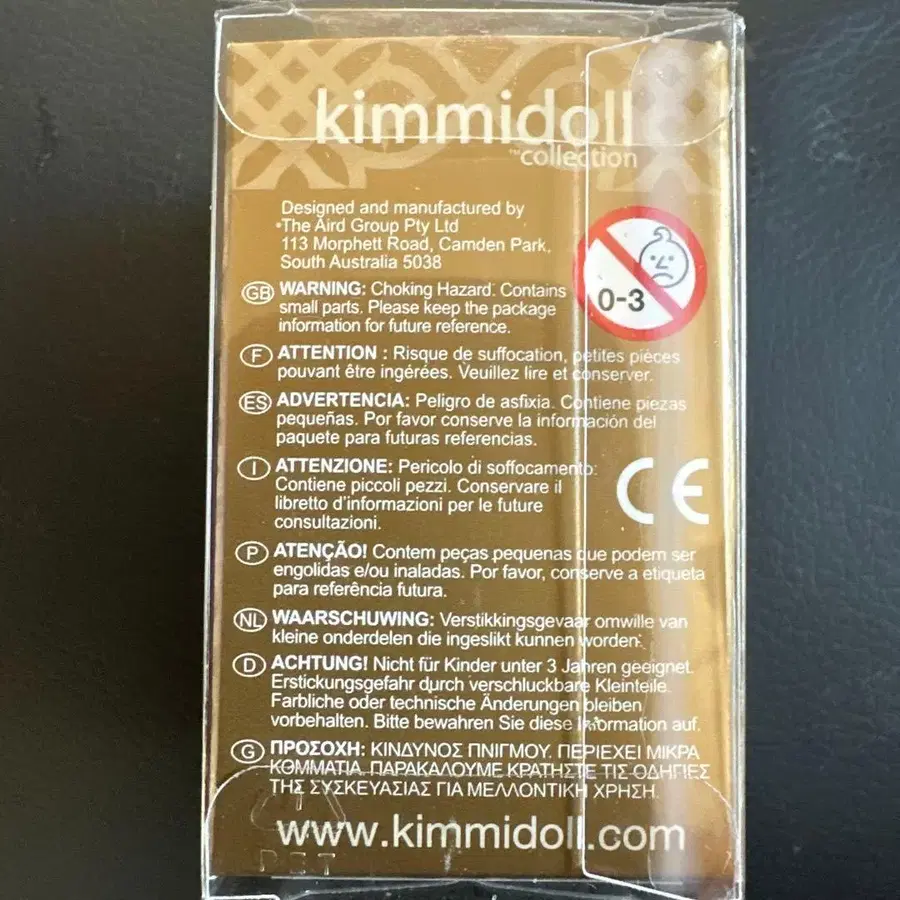 kimmidoll
™collection
Designed and manufactured by
The Aird Group Pty Ltd
113 Morphett Road, Camden Park,
South Australia 5038
0-3
GB WARNING: Choking Hazard. Contains
small parts. Please keep the package
information for future reference.
F ATTENTION : Risque de suffocation, petites pièces
pouvant être ingérées. Veuillez lire et conserver.
ES ADVERTENCIA: Peligro de asfixia. Contiene piezas
pequeñas. Por favor conserve la información del
paquete para futuras referencias.
I ATTENZIONE: Pericolo di soffocamento:
Contiene piccoli pezzi. Conservare il
libretto d'informazioni per le future
consultazioni.
CE
P ATENÇÃO! Contem peças pequenas que podem ser
engolidas e/ou inaladas. Por favor, conserve a etiqueta
para referência futura.
NL WAARSCHUWING: Verstikkingsgevaar omwille van
kleine onderdelen die ingeslikt kunnen worden.
D ACHTUNG! Nicht für Kinder unter 3 Jahren geeignet.
Erstickungsgefahr durch verschluckbare Kleinteile.
Farbliche oder technische Änderungen bleiben
vorbehalten. Bitte bewahren Sie diese Information auf.
G ΠΡΟΣΟΧΗ: ΚΙΝΔΥΝΟΣ ΠΝΙΓΜΟΥ. ΠΕΡΙΕΧΕΙ ΜΙΚΡΑ
ΚΟΜΜΑΤΙΑ. ΠΑΡΑΚΑΛΟΥΜΕ ΚΡΑΤΗΣΤΕ ΤΙΣ ΟΔΗΓΙΕΣ
ΤΗΣ ΣΥΣΚΕΥΑΣΙΑΣ ΓΙΑ ΜΕΛΛΟΝΤΙΚΗ ΧΡΗΣΗ.
www.kimmidoll.com
1
PET